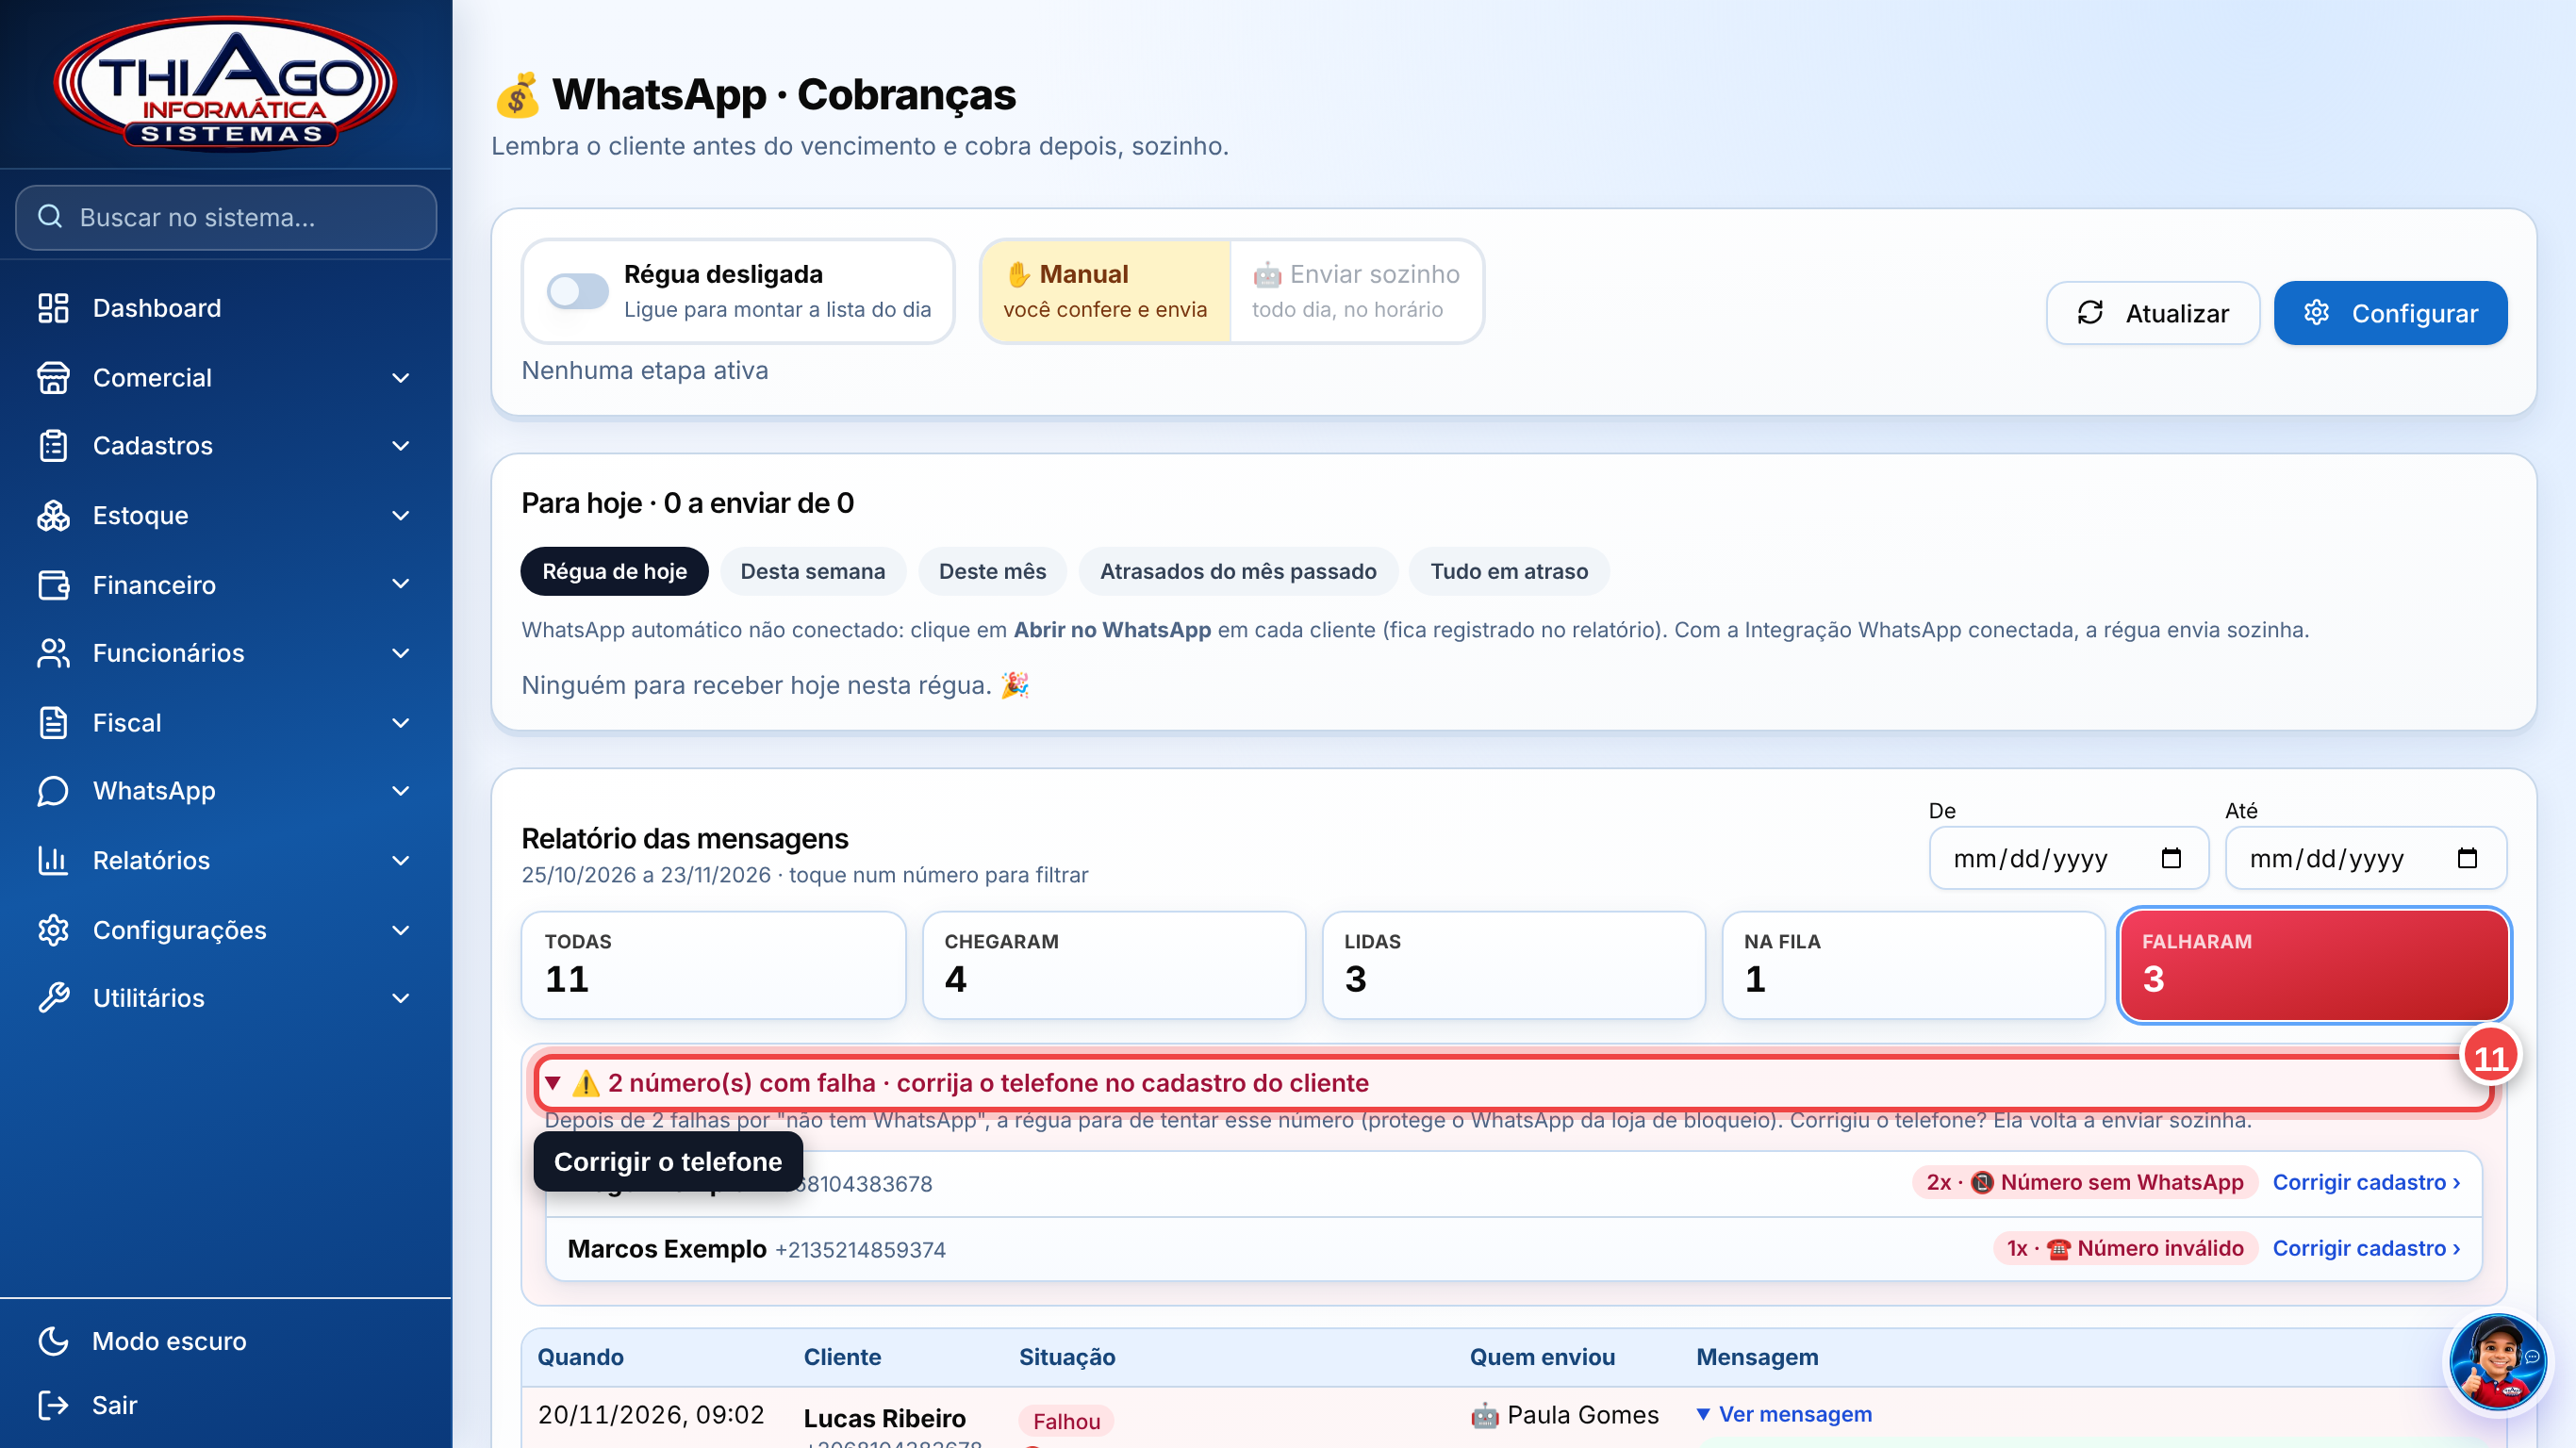 THIAGO
INFORMÁTICA
SISTEMAS
Buscar no sistema...
Dashboard
Comercial
Cadastros
Estoque
Financeiro
Funcionários
Fiscal
WhatsApp
Relatórios
Configurações
Utilitários
Modo escuro
Sair
💰 WhatsApp · Cobranças
Lembra o cliente antes do vencimento e cobra depois, sozinho.
Régua desligada
Ligue para montar a lista do dia
✋ Manual
você confere e envia
🤖 Enviar sozinho
todo dia, no horário
Atualizar
Configurar
Nenhuma etapa ativa
Para hoje · 0 a enviar de 0
Régua de hoje
Desta semana
Deste mês
Atrasados do mês passado
Tudo em atraso
WhatsApp automático não conectado: clique em Abrir no WhatsApp em cada cliente (fica registrado no relatório). Com a Integração WhatsApp conectada, a régua envia sozinha.
Ninguém para receber hoje nesta régua. 🎉
Relatório das mensagens
25/10/2026 a 23/11/2026 · toque num número para filtrar
De
mm/dd/yyyy
Até
mm/dd/yyyy
TODAS
11
CHEGARAM
4
LIDAS
3
NA FILA
1
FALHARAM
3
11
▼ ⚠️ 2 número(s) com falha · corrija o telefone no cadastro do cliente
Depois de 2 falhas por "não tem WhatsApp", a régua para de tentar esse número (protege o WhatsApp da loja de bloqueio). Corrigiu o telefone? Ela volta a enviar sozinha.
Corrigir o telefone
68104383678
2x · 📵 Número sem WhatsApp
Corrigir cadastro ›
Marcos Exemplo +2135214859374
1x · ☎️ Número inválido
Corrigir cadastro ›
Quando Cliente Situação Quem enviou Mensagem
20/11/2026, 09:02 Lucas Ribeiro Falhou 🤖 Paula Gomes ▼ Ver mensagem